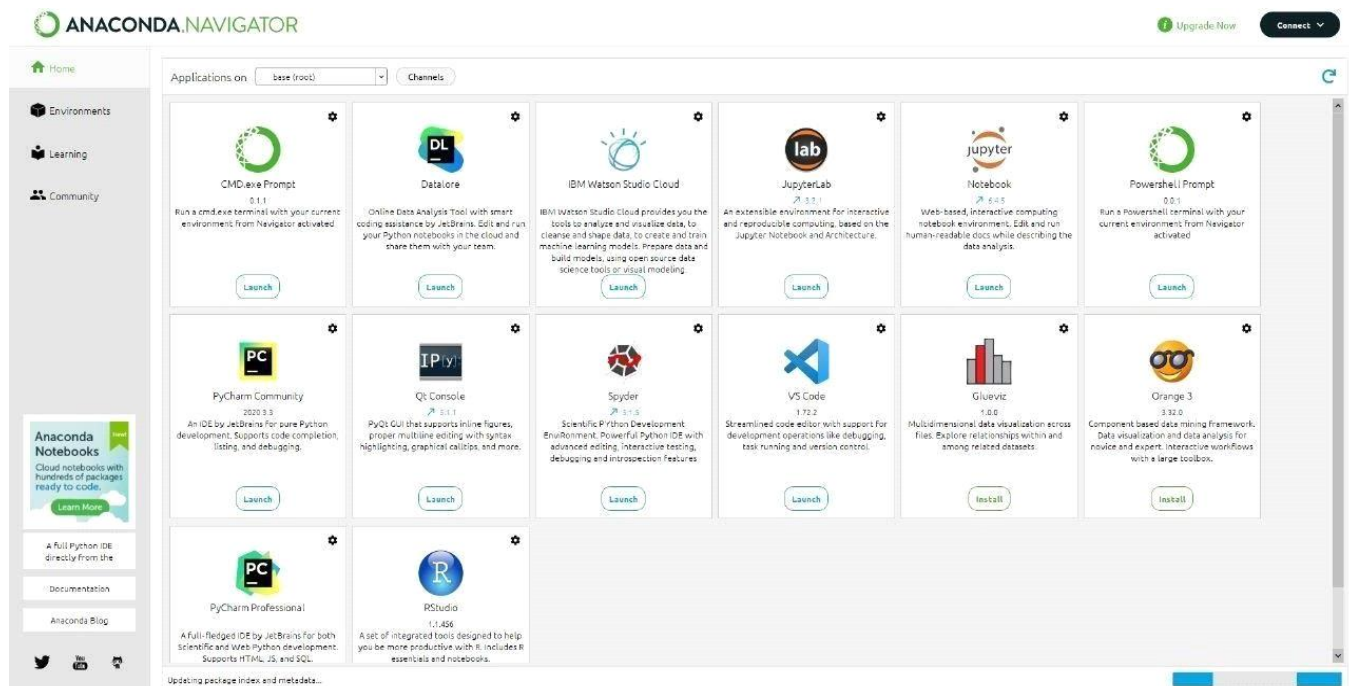 ANACONDA.NAVIGATOR
Upgrade Now
Connect
Home
Applications on
base (root)
Channels
Environments
Learning
Community
DL
CMD.exe Prompt
0.1.1
Run a cmd.exe terminal with your current
environment from Navigator activated
Launch
Datalore
Online Data Analysis Tool with smart
coding assistance by JetBrains. Edit and run
your Python notebooks in the cloud and
share them with your team.
Launch
IBM Watson Studio Cloud
IBM Watson Studio Cloud provides you the
tools to analyze and visualize data, to
cleanse and shape data, to create and train
machine learning models. Prepare data and
build models, using open source data
science tools or visual modeling.
Launch
lab
JupyterLab
An extensible environment for interactive
and reproducible computing, based on the
Jupyter Notebook and Architecture.
Launch
jupyter
Notebook
Web-based, interactive computing
notebook environment. Edit and run
human-readable docs while describing the
data analysis.
Launch
Powershell Prompt
0.0.1
Run a Powershell terminal with your
current environment from Navigator
activated
Launch
PC
PyCharm Community
2020.3.3
An IDE by JetBrains for pure Python
development. Supports code completion,
listing, and debugging.
Launch
IP[y]:
Qt Console
5.1.1
PyQt GUI that supports inline figures,
proper multiline editing with syntax
highlighting, graphical calltips, and more.
Launch
Spyder
Scientific PYthon Development
EnviRonment. Powerful Python IDE with
advanced editing, interactive testing,
debugging and introspection features
Launch
VS Code
1.72.2
Streamlined code editor with support for
development operations like debugging,
task running and version control.
Launch
Glueviz
1.0.0
Multidimensional data visualization across
files. Explore relationships within and
among related datasets.
Install
Orange 3
3.32.0
Component based data mining framework.
Data visualization and data analysis for
novice and expert. Interactive workflows
with a large toolbox.
Install
Anaconda
Notebooks
Cloud notebooks with
hundreds of packages
ready to code.
Learn More
A full Python IDE
directly from the
Documentation
Anaconda Blog
You
Tube
PC
PyCharm Professional
A full-fledged IDE by JetBrains for both
Scientific and Web Python development.
Supports HTML, JS, and SQL.
R
RStudio
1.1.456
A set of integrated tools designed to help
you be more productive with R. Includes R
essentials and notebooks.
Updating package index and metadata...